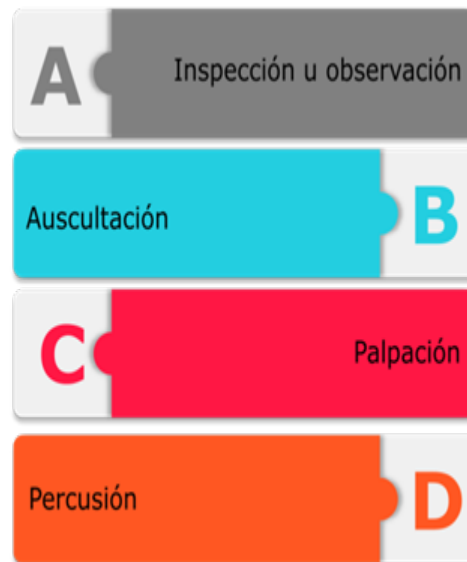 A Inspección u observación
Auscultación B
C Palpación
Percusión D